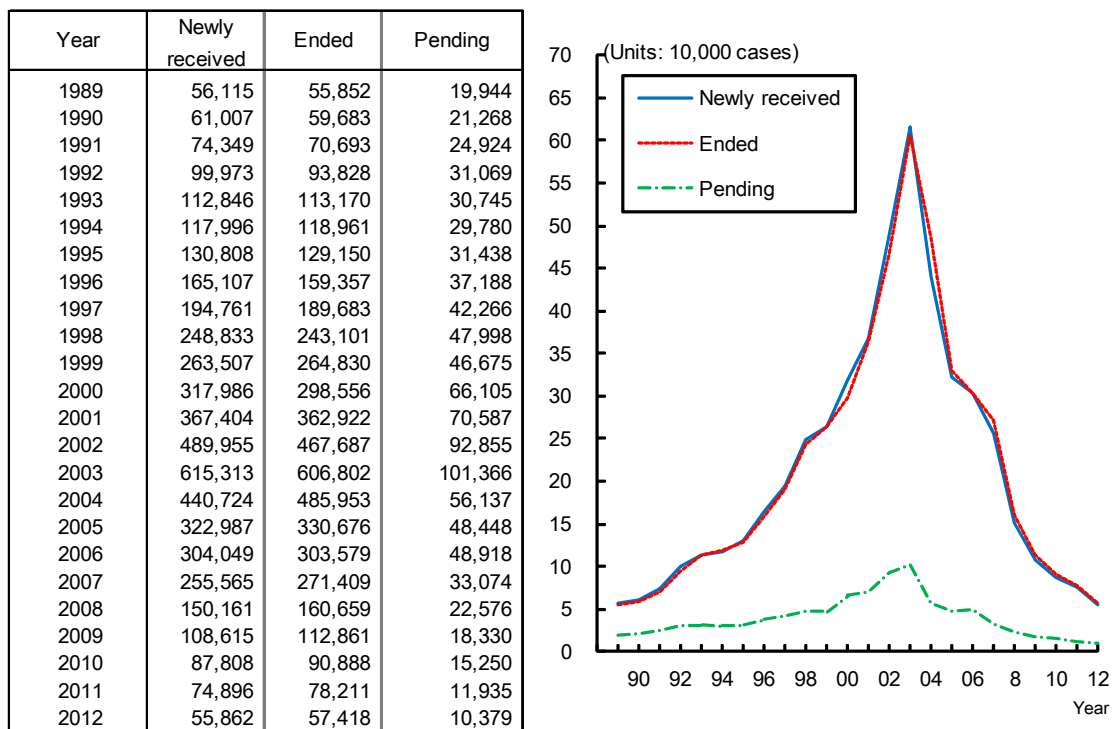 Year Newly received Ended Pending
1989 56,115 55,852 19,944
1990 61,007 59,683 21,268
1991 74,349 70,693 24,924
1992 99,973 93,828 31,069
1993 112,846 113,170 30,745
1994 117,996 118,961 29,780
1995 130,808 129,150 31,438
1996 165,107 159,357 37,188
1997 194,761 189,683 42,266
1998 248,833 243,101 47,998
1999 263,507 264,830 46,675
2000 317,986 298,556 66,105
2001 367,404 362,922 70,587
2002 489,955 467,687 92,855
2003 615,313 606,802 101,366
2004 440,724 485,953 56,137
2005 322,987 330,676 48,448
2006 304,049 303,579 48,918
2007 255,565 271,409 33,074
2008 150,161 160,659 22,576
2009 108,615 112,861 18,330
2010 87,808 90,888 15,250
2011 74,896 78,211 11,935
2012 55,862 57,418 10,379
(Units: 10,000 cases)
Newly received
Ended
Pending
70
65
60
55
50
45
40
35
30
25
20
15
10
5
0
90 92 94 96 98 00 02 04 06 8 10 12
Year